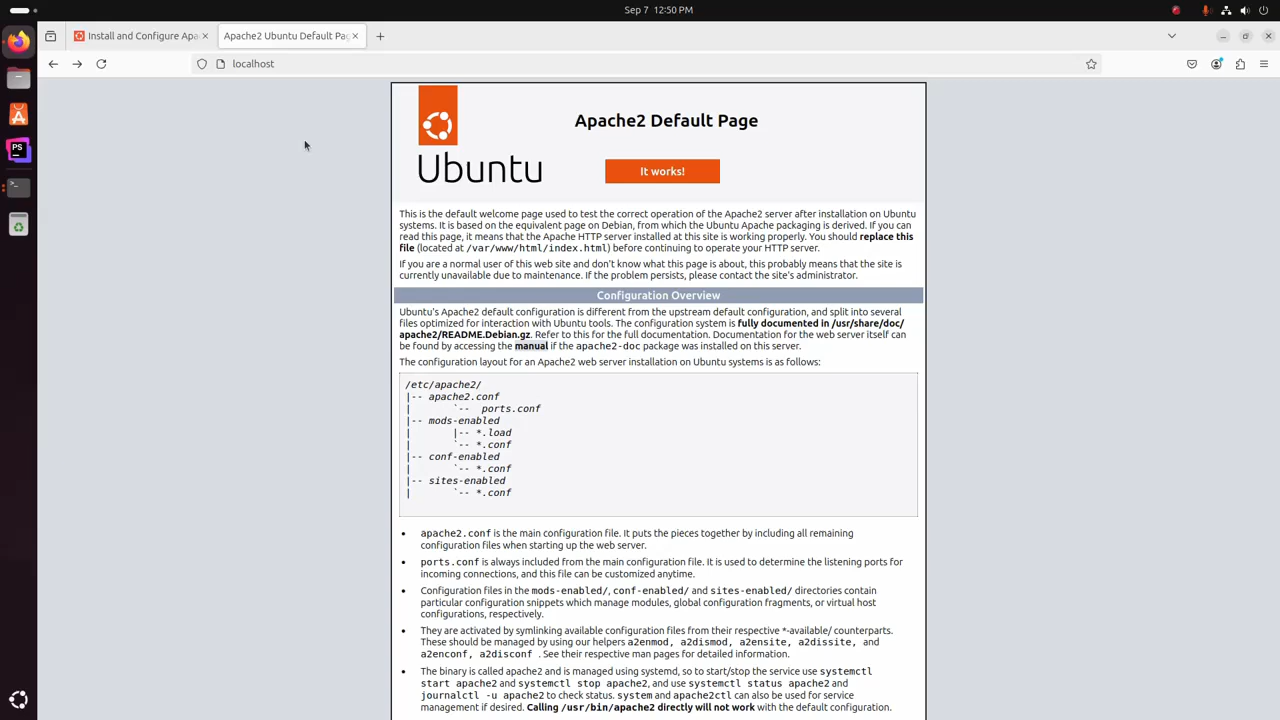 Sep 7 12:50 PM
Install and Configure Apa
Apache2 Ubuntu Default Pag
localhost
PS
Apache2 Default Page
Ubuntu
It works!
This is the default welcome page used to test the correct operation of the Apache2 server after installation on Ubuntu
systems. It is based on the equivalent page on Debian, from which the Ubuntu Apache packaging is derived. If you can
read this page, it means that the Apache HTTP server installed at this site is working properly. You should replace this
file (located at /var/www/html/index.html) before continuing to operate your HTTP server.
If you are a normal user of this web site and don't know what this page is about, this probably means that the site is
currently unavailable due to maintenance. If the problem persists, please contact the site's administrator.
Configuration Overview
Ubuntu's Apache2 default configuration is different from the upstream default configuration, and split into several
files optimized for interaction with Ubuntu tools. The configuration system is fully documented in /usr/share/doc/
apache2/README.Debian.gz. Refer to this for the full documentation. Documentation for the web server itself can
be found by accessing the manual if the apache2-doc package was installed on this server.
The configuration layout for an Apache2 web server installation on Ubuntu systems is as follows:
/etc/apache2/
|-- apache2.conf
|       `--  ports.conf
|-- mods-enabled
|       |-- *.load
|       `-- *.conf
|-- conf-enabled
|       `-- *.conf
|-- sites-enabled
|       `-- *.conf
• apache2.conf is the main configuration file. It puts the pieces together by including all remaining
configuration files when starting up the web server.
• ports.conf is always included from the main configuration file. It is used to determine the listening ports for
incoming connections, and this file can be customized anytime.
• Configuration files in the mods-enabled/, conf-enabled/ and sites-enabled/ directories contain
particular configuration snippets which manage modules, global configuration fragments, or virtual host
configurations, respectively.
• They are activated by symlinking available configuration files from their respective *-available/ counterparts.
These should be managed by using our helpers a2enmod, a2dismod, a2ensite, a2dissite, and
a2enconf, a2disconf . See their respective man pages for detailed information.
• The binary is called apache2 and is managed using systemd, so to start/stop the service use systemctl
start apache2 and systemctl stop apache2, and use systemctl status apache2 and
journalctl -u apache2 to check status. system and apache2ctl can also be used for service
management if desired. Calling /usr/bin/apache2 directly will not work with the default configuration.